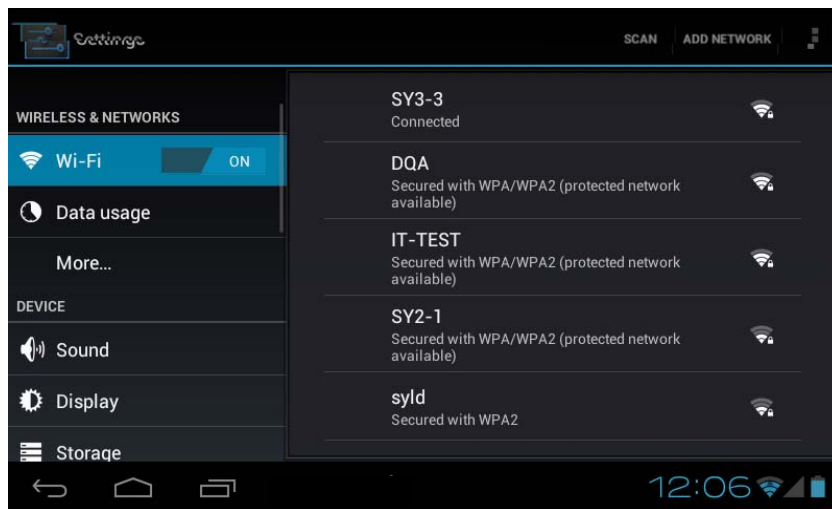 Settings
SCAN
ADD NETWORK
WIRELESS & NETWORKS
Wi-Fi
ON
Data usage
More...
DEVICE
Sound
Display
Storage
SY3-3
Connected
DQA
Secured with WPA/WPA2 (protected network
available)
IT-TEST
Secured with WPA/WPA2 (protected network
available)
SY2-1
Secured with WPA/WPA2 (protected network
available)
syld
Secured with WPA2
12:06